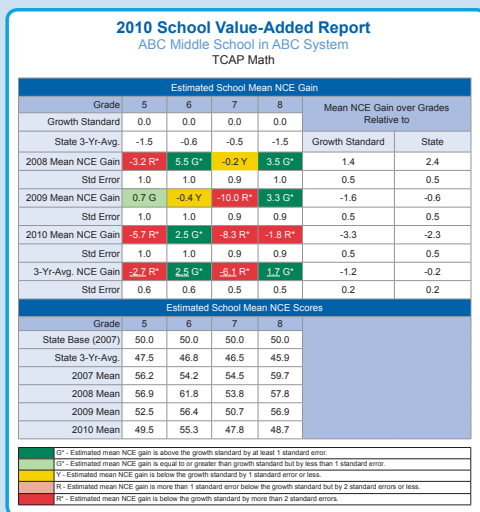 2010 School Value-Added Report
ABC Middle School in ABC System
TCAP Math
Estimated School Mean NCE Gain
Grade 5 6 7 8 Mean NCE Gain over Grades Relative to
Growth Standard 0.0 0.0 0.0 0.0
State 3-Yr-Avg. -1.5 -0.6 -0.5 -1.5 Growth Standard State
2008 Mean NCE Gain -3.2 R* 5.5 G* -0.2 Y 3.5 G* 1.4 2.4
Std Error 1.0 1.0 0.9 1.0 0.5 0.5
2009 Mean NCE Gain 0.7 G -0.4 Y -10.0 R* 3.3 G* -1.6 -0.6
Std Error 1.0 1.0 0.9 0.9 0.5 0.5
2010 Mean NCE Gain -5.7 R* 2.5 G* -8.3 R* -1.8 R* -3.3 -2.3
Std Error 1.0 1.0 0.9 0.9 0.5 0.5
3-Yr-Avg. NCE Gain -2.7 R* 2.5 G* -6.1 R* 1.7 G* -1.2 -0.2
Std Error 0.6 0.6 0.5 0.5 0.2 0.2
Estimated School Mean NCE Scores
Grade 5 6 7 8
State Base (2007) 50.0 50.0 50.0 50.0
State 3-Yr-Avg. 47.5 46.8 46.5 45.9
2007 Mean 56.2 54.2 54.5 59.7
2008 Mean 56.9 61.8 53.8 57.8
2009 Mean 52.5 56.4 50.7 56.9
2010 Mean 49.5 55.3 47.8 48.7
G* - Estimated mean NCE gain is above the growth standard by at least 1 standard error.
G* - Estimated mean NCE gain is equal to or greater than growth standard but by less than 1 standard error.
Y - Estimated mean NCE gain is below the growth standard by 1 standard error or less.
R - Estimated mean NCE gain is more than 1 standard error below the growth standard but by 2 standard errors or less.
R* - Estimated mean NCE gain is below the growth standard by more than 2 standard errors.